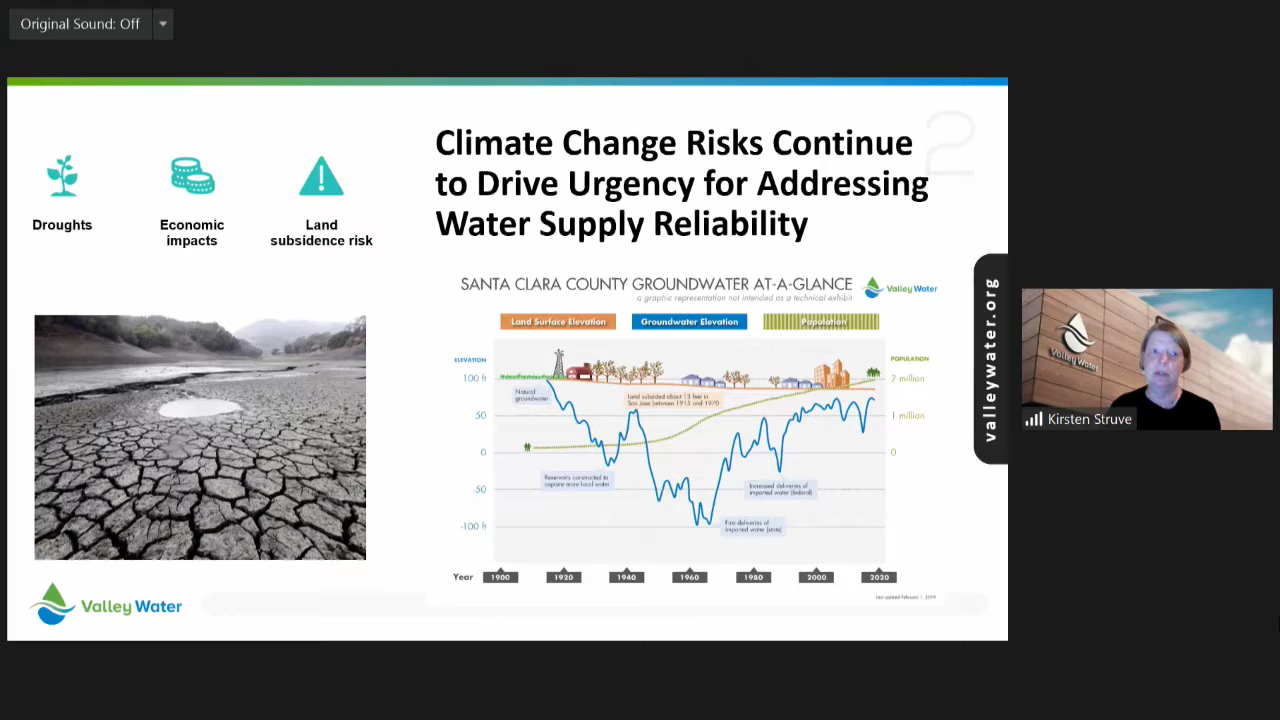 Original Sound: Off
2
Droughts
Economic
impacts
Land
subsidence risk
Climate Change Risks Continue
to Drive Urgency for Addressing
Water Supply Reliability
SANTA CLARA COUNTY GROUNDWATER AT-A-GLANCE
a graphic representation not intended as a technical exhibit
Valley Water
Land Surface Elevation
Groundwater Elevation
Population
ELEVATION
POPULATION
100 ft
50
0
-50
-100 ft
2 million
1 million
0
Natural
groundwater
Land subsided about 13 feet in
San Jose between 1915 and 1970
Reservoirs constructed to
capture more local water
Increased deliveries of
imported water (federal)
First deliveries of
imported water (state)
Year
1900
1920
1940
1960
1980
2000
2020
Last updated February 1, 2019
Valley Water
valleywater.org
Valley Water
Kirsten Struve